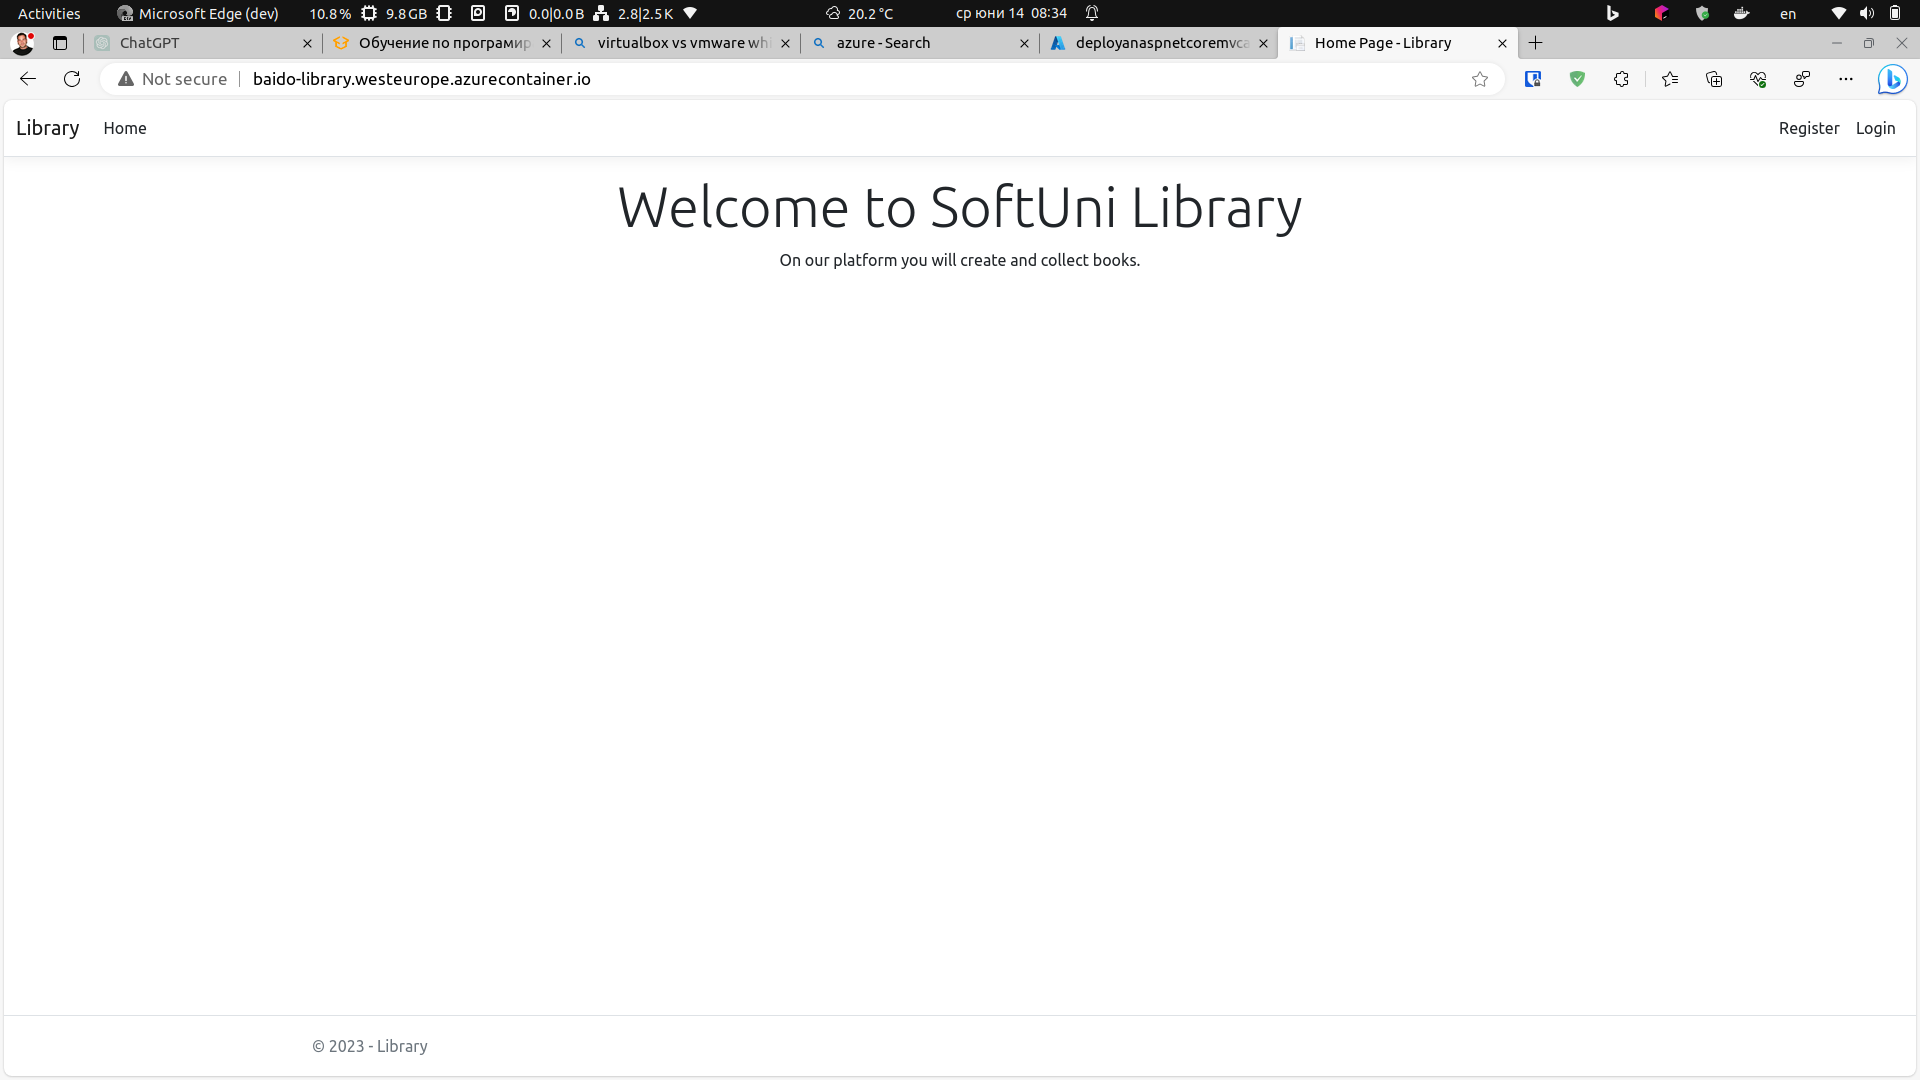 Activities Microsoft Edge (dev) 10.8 % 9.8 GB 0.0|0.0 B 2.8|2.5 K 20.2 °C ср юни 14 08:34 en
ChatGPT Обучение по програмир virtualbox vs vmware whi azure - Search deployanaspnetcoremvca Home Page - Library
Not secure baido-library.westeurope.azurecontainer.io
Library Home Register Login
Welcome to SoftUni Library
On our platform you will create and collect books.
© 2023 - Library